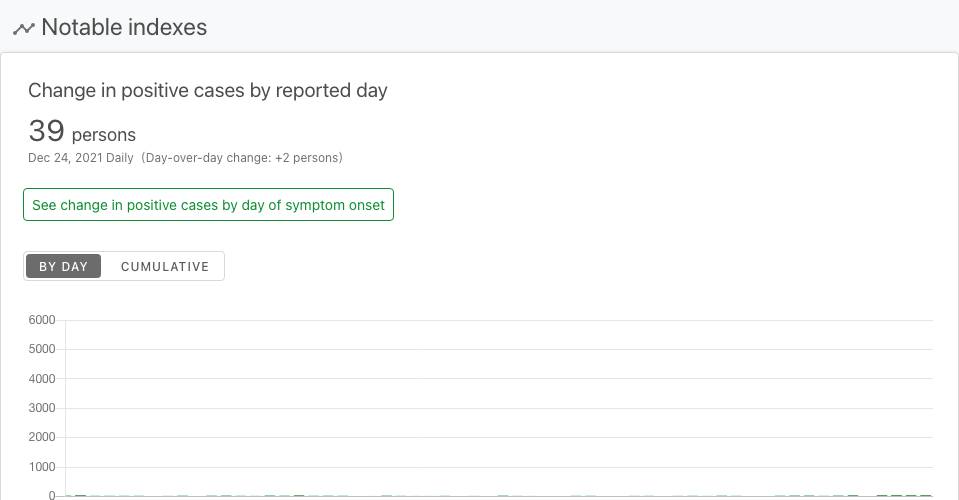 Notable indexes
Change in positive cases by reported day
39 persons
Dec 24, 2021 Daily (Day-over-day change: +2 persons)
See change in positive cases by day of symptom onset
BY DAY CUMULATIVE
6000
5000
4000
3000
2000
1000
0